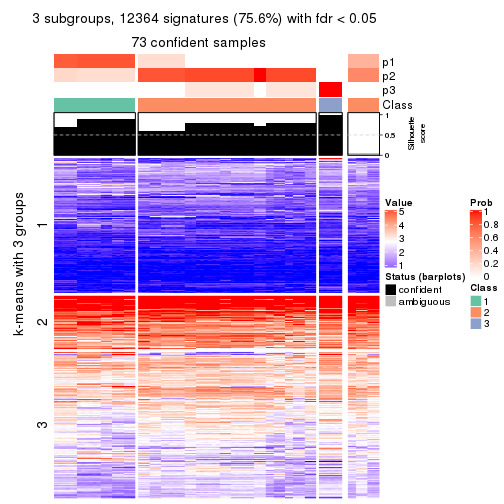 3 subgroups, 12364 signatures (75.6%) with fdr < 0.05
73 confident samples
p1
p2
p3
Class
1
0.5
0
Silhouette
score
k-means with 3 groups
1
2
3
Value
5
4
3
2
1
Status (barplots)
confident
ambiguous
Prob
1
0.8
0.6
0.4
0.2
0
Class
1
2
3